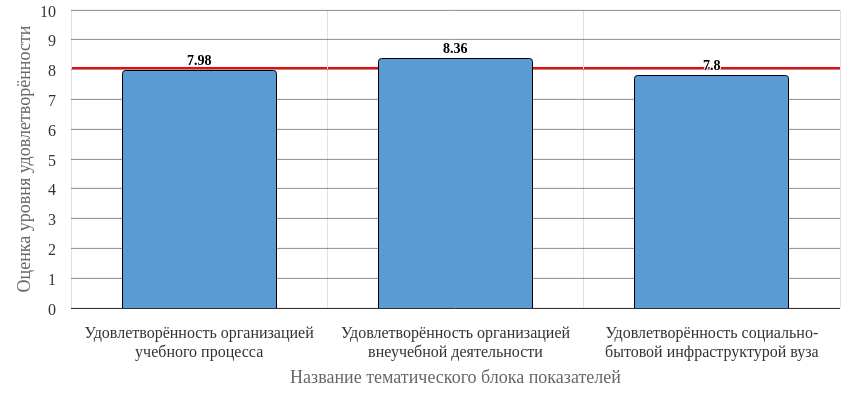 Оценка уровня удовлетворённости
10
9
8
7
6
5
4
3
2
1
0
7.98
8.36
7.8
Удовлетворённость организацией
учебного процесса
Удовлетворённость организацией
внеучебной деятельности
Удовлетворённость социально-
бытовой инфраструктурой вуза
Название тематического блока показателей